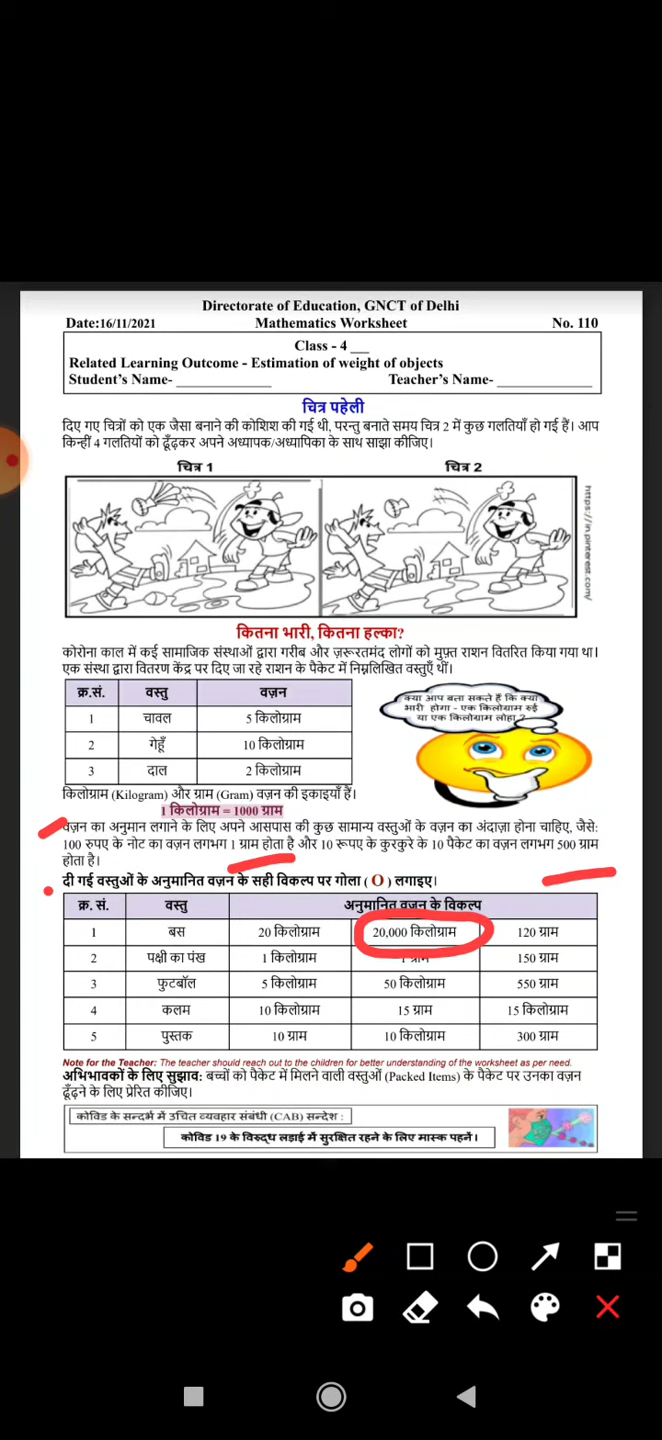 Directorate of Education, GNCT of Delhi
Date:16/11/2021 Mathematics Worksheet No. 110
Class - 4 ___
Related Learning Outcome - Estimation of weight of objects
Student's Name- ______________ Teacher's Name- ______________
चित्र पहेली
दिए गए चित्रों को एक जैसा बनाने की कोशिश की गई थी, परन्तु बनाते समय चित्र 2 में कुछ गलतियाँ हो गई हैं। आप
किन्हीं 4 गलतियों को ढूँढ़कर अपने अध्यापक/अध्यापिका के साथ साझा कीजिए।
चित्र 1 चित्र 2
https://in.pinterest.com/
कितना भारी, कितना हल्का?
कोरोना काल में कई सामाजिक संस्थाओं द्वारा गरीब और ज़रूरतमंद लोगों को मुफ़्त राशन वितरित किया गया था।
एक संस्था द्वारा वितरण केंद्र पर दिए जा रहे राशन के पैकेट में निम्नलिखित वस्तुएँ थीं।
क्र.सं. वस्तु वज़न
1 चावल 5 किलोग्राम
2 गेहूँ 10 किलोग्राम
3 दाल 2 किलोग्राम
क्या आप बता सकते हैं कि क्या
भारी होगा - एक किलोग्राम रुई
या एक किलोग्राम लोहा ?
किलोग्राम (Kilogram) और ग्राम (Gram) वज़न की इकाइयाँ हैं।
1 किलोग्राम = 1000 ग्राम
वज़न का अनुमान लगाने के लिए अपने आसपास की कुछ सामान्य वस्तुओं के वज़न का अंदाज़ा होना चाहिए, जैसे:
100 रुपए के नोट का वज़न लगभग 1 ग्राम होता है और 10 रूपए के कुरकुरे के 10 पैकेट का वज़न लगभग 500 ग्राम
होता है।
दी गई वस्तुओं के अनुमानित वज़न के सही विकल्प पर गोला ( O ) लगाइए।
क्र. सं. वस्तु अनुमानित वज़न के विकल्प
1 बस 20 किलोग्राम 20,000 किलोग्राम 120 ग्राम
2 पक्षी का पंख 1 किलोग्राम 1 ग्राम 150 ग्राम
3 फुटबॉल 5 किलोग्राम 50 किलोग्राम 550 ग्राम
4 कलम 10 किलोग्राम 15 ग्राम 15 किलोग्राम
5 पुस्तक 10 ग्राम 10 किलोग्राम 300 ग्राम
Note for the Teacher: The teacher should reach out to the children for better understanding of the worksheet as per need.
अभिभावकों के लिए सुझाव: बच्चों को पैकेट में मिलने वाली वस्तुओं (Packed Items) के पैकेट पर उनका वज़न
ढूँढ़ने के लिए प्रेरित कीजिए।
कोविड के सन्दर्भ में उचित व्यवहार संबंधी (CAB) सन्देश :
कोविड 19 के विरुद्ध लड़ाई में सुरक्षित रहने के लिए मास्क पहनें।